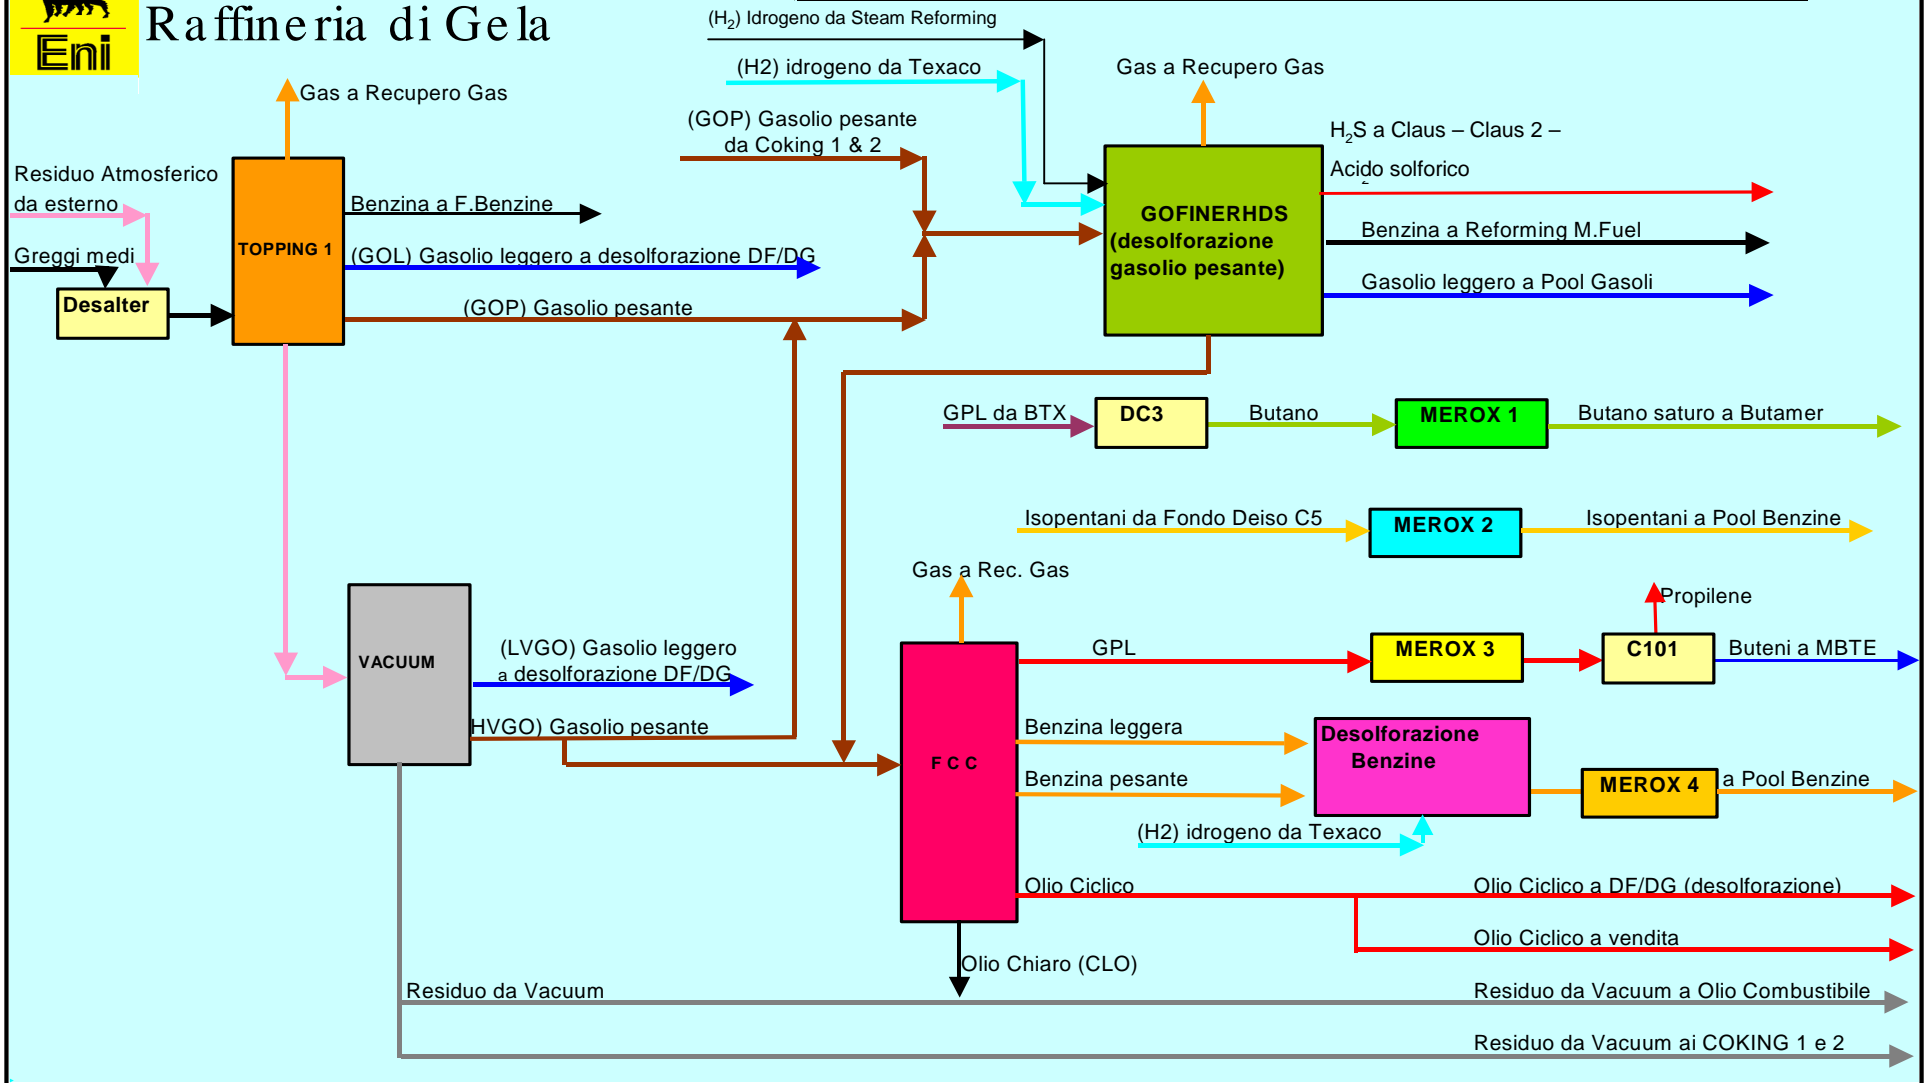 Eni
Raffineria di Gela
(H2) Idrogeno da Steam Reforming
(H2) idrogeno da Texaco
Gas a Recupero Gas
Gas a Recupero Gas
(GOP) Gasolio pesante
da Coking 1 & 2
H2S a Claus – Claus 2 –
Acido solforico
Residuo Atmosferico
da esterno
Benzina a F.Benzine
TOPPING 1
GOFINERHDS
(desolforazione
gasolio pesante)
Benzina a Reforming M.Fuel
Greggi medi
(GOL) Gasolio leggero a desolforazione DF/DG
Gasolio leggero a Pool Gasoli
Desalter
(GOP) Gasolio pesante
GPL da BTX
DC3
Butano
MEROX 1
Butano saturo a Butamer
Isopentani da Fondo Deiso C5
MEROX 2
Isopentani a Pool Benzine
Gas a Rec. Gas
Propilene
VACUUM
(LVGO) Gasolio leggero
a desolforazione DF/DG
GPL
MEROX 3
C101
Buteni a MBTE
HVGO) Gasolio pesante
Benzina leggera
Desolforazione
Benzine
F C C
Benzina pesante
MEROX 4
a Pool Benzine
(H2) idrogeno da Texaco
Olio Ciclico
Olio Ciclico a DF/DG (desolforazione)
Olio Ciclico a vendita
Olio Chiaro (CLO)
Residuo da Vacuum
Residuo da Vacuum a Olio Combustibile
Residuo da Vacuum ai COKING 1 e 2